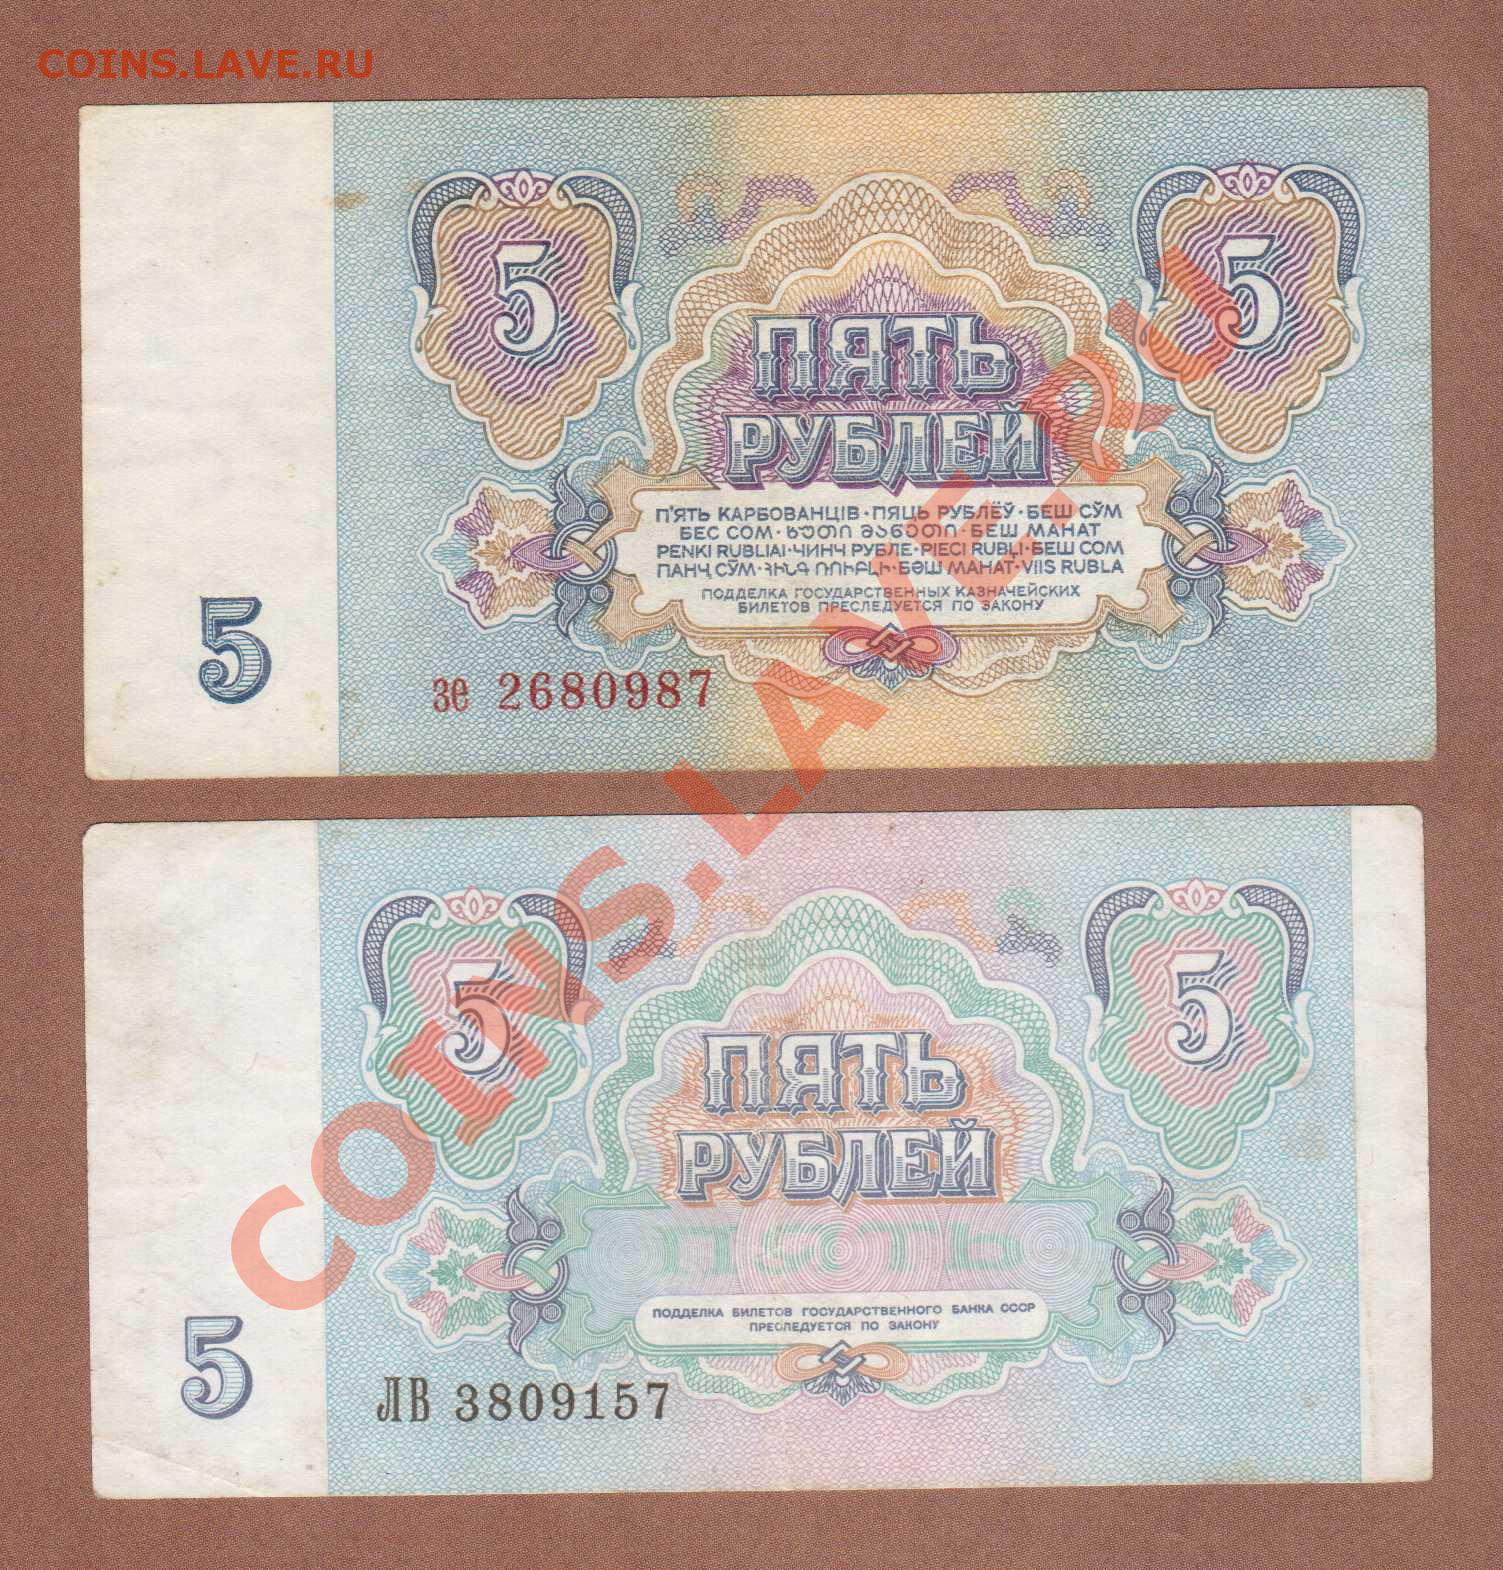 COINS.LAVE.RU
5
5
5
ПЯТЬ
РУБЛЕЙ
П'ЯТЬ КАРБОВАНЦІВ·ПЯЦЬ РУБЛЁЎ·БЕШ СЎМ
БЕС СОМ·ᲮᲣᲗᲘ ᲛᲐᲜᲔᲗᲘ·БЕШ МАНАТ
PENKI RUBLIAI·ЧИНЧ РУБЛЕ·PIECI RUBĻI·БЕШ СОМ
ПАНҶ СӮМ·ՀԻՆԳ ՌՈՒԲԼԻ·БӘШ МАНАТ·VIIS RUBLA
ПОДДЕЛКА ГОСУДАРСТВЕННЫХ КАЗНАЧЕЙСКИХ
БИЛЕТОВ ПРЕСЛЕДУЕТСЯ ПО ЗАКОНУ
зе 2680987
COINS.LAVE.RU
5
5
5
ПЯТЬ
РУБЛЕЙ
ПЯТЬ
ПОДДЕЛКА БИЛЕТОВ ГОСУДАРСТВЕННОГО БАНКА СССР
ПРЕСЛЕДУЕТСЯ ПО ЗАКОНУ
ЛВ 3809157